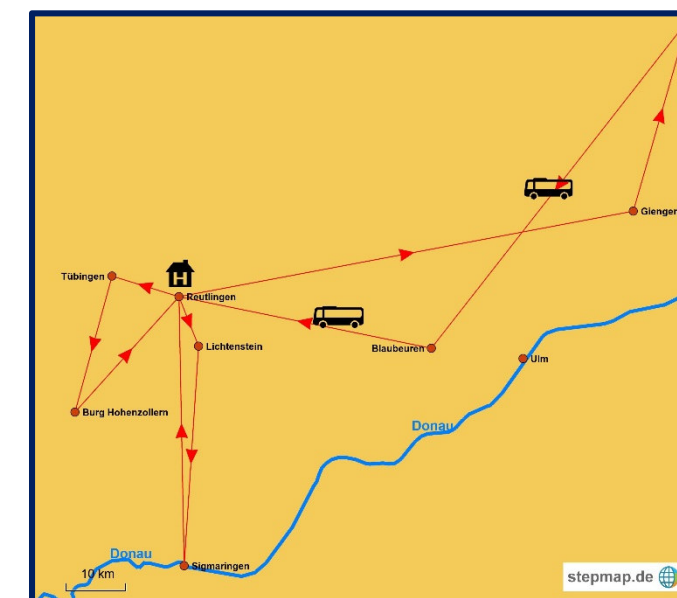 Giengen
Tübingen
H
Reutlingen
Lichtenstein
Blaubeuren
Ulm
Burg Hohenzollern
Donau
Donau
Sigmaringen
10 km
stepmap.de